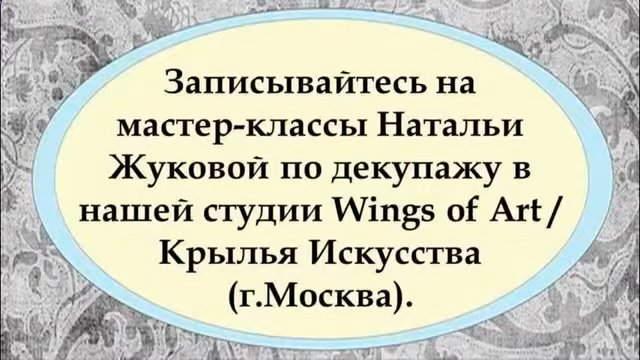 Записывайтесь на
мастер-классы Натальи
Жуковой по декупажу в
нашей студии Wings of Art /
Крылья Искусства
(г.Москва).